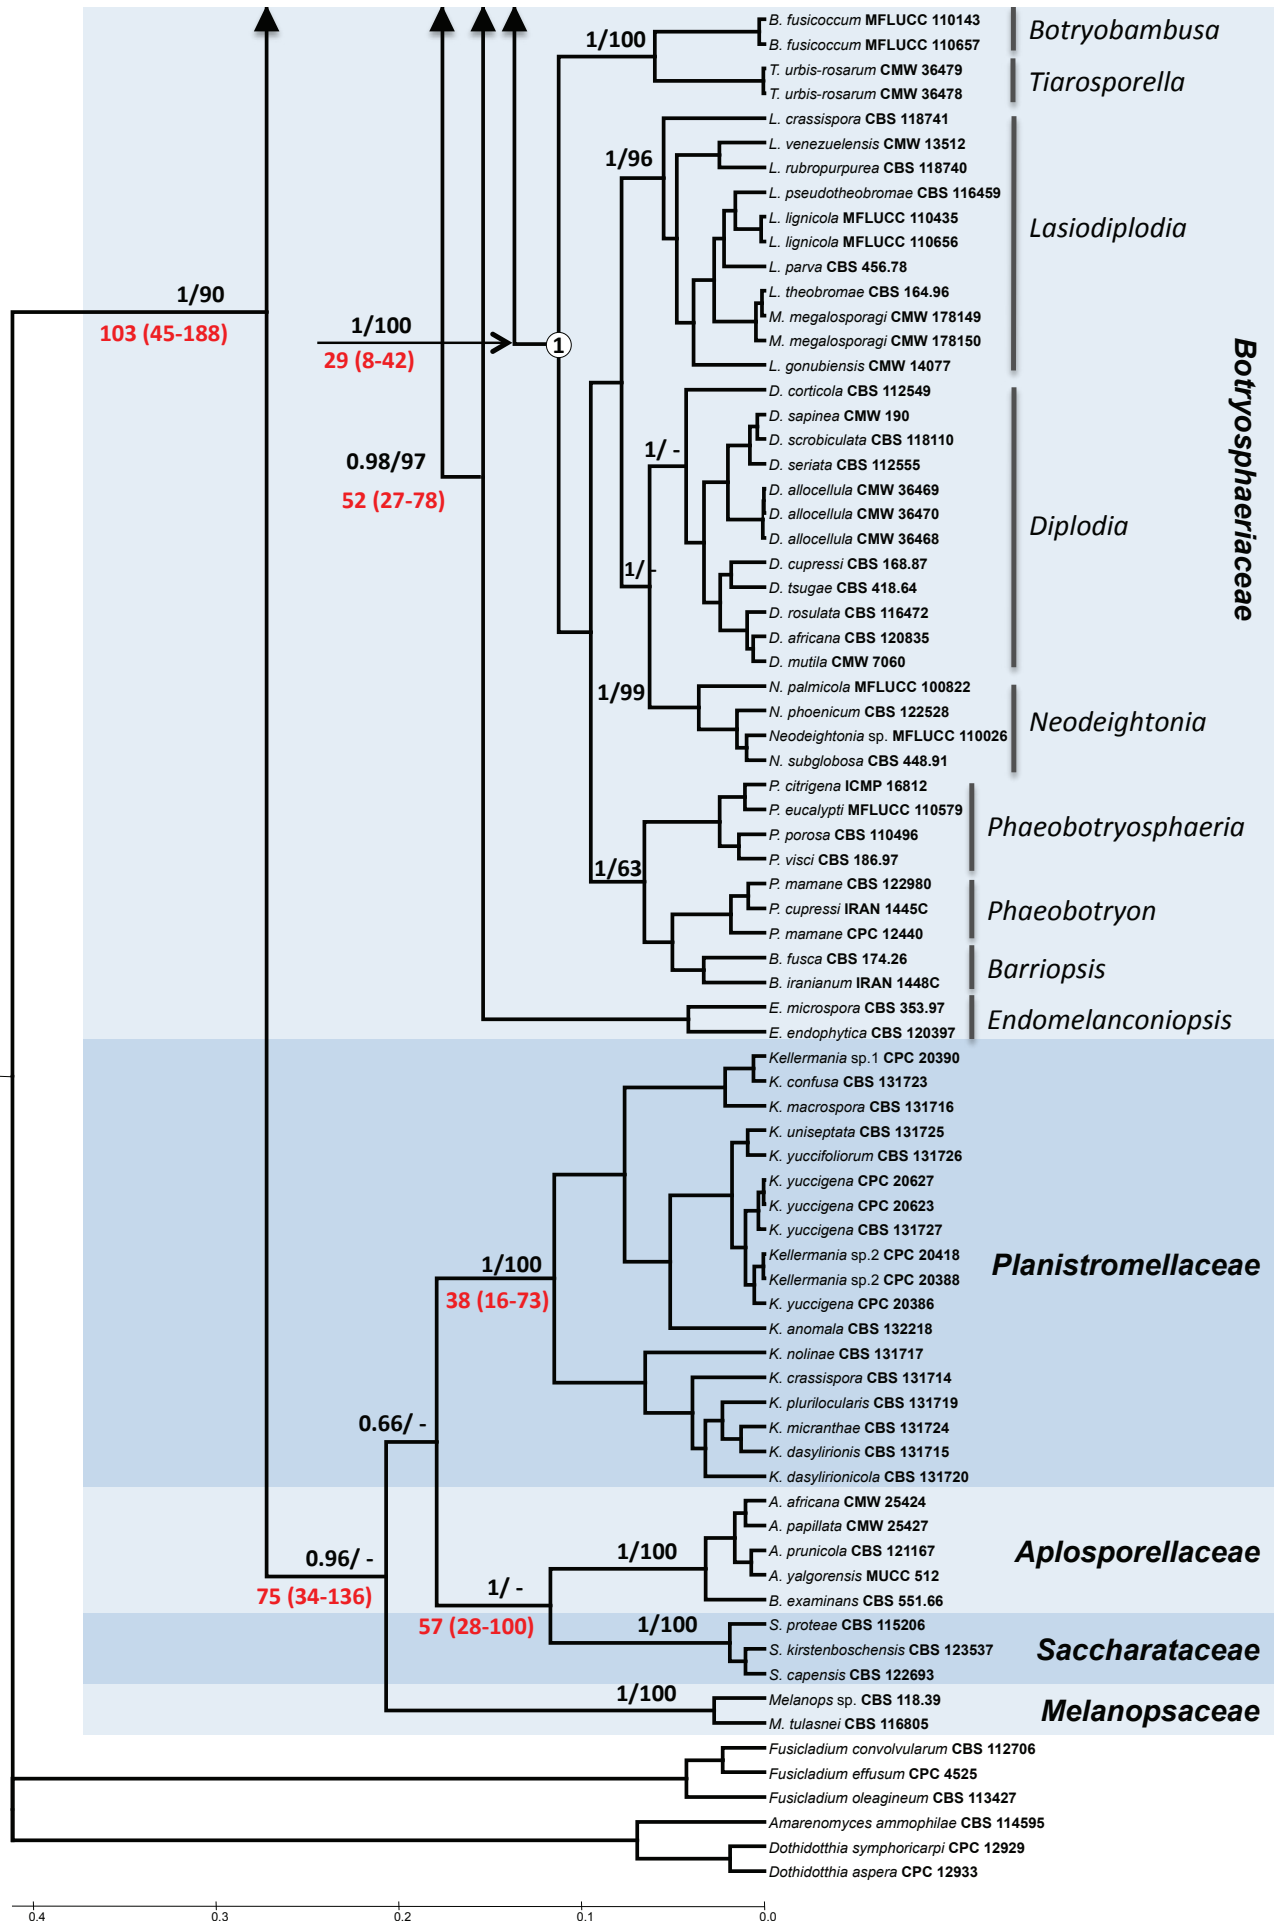 1/100
B. fusicoccum MFLUCC 110143
B. fusicoccum MFLUCC 110657
Botryobambusa
T. urbis-rosarum CMW 36479
T. urbis-rosarum CMW 36478
Tiarosporella
1/96
L. crassispora CBS 118741
L. venezuelensis CMW 13512
L. rubropurpurea CBS 118740
L. pseudotheobromae CBS 116459
L. lignicola MFLUCC 110435
L. lignicola MFLUCC 110656
L. parva CBS 456.78
L. theobromae CBS 164.96
M. megalosporagi CMW 178149
M. megalosporagi CMW 178150
L. gonubiensis CMW 14077
Lasiodiplodia
1/90
103 (45-188)
1/100
29 (8-42)
1
0.98/97
52 (27-78)
1/ -
D. corticola CBS 112549
D. sapinea CMW 190
D. scrobiculata CBS 118110
D. seriata CBS 112555
D. allocellula CMW 36469
D. allocellula CMW 36470
D. allocellula CMW 36468
D. cupressi CBS 168.87
D. tsugae CBS 418.64
D. rosulata CBS 116472
D. africana CBS 120835
D. mutila CMW 7060
Diplodia
Botryosphaeriaceae
1/ -
1/99
N. palmicola MFLUCC 100822
N. phoenicum CBS 122528
Neodeightonia sp. MFLUCC 110026
N. subglobosa CBS 448.91
Neodeightonia
1/63
P. citrigena ICMP 16812
P. eucalypti MFLUCC 110579
P. porosa CBS 110496
P. visci CBS 186.97
Phaeobotryosphaeria
P. mamane CBS 122980
P. cupressi IRAN 1445C
P. mamane CPC 12440
Phaeobotryon
B. fusca CBS 174.26
B. iranianum IRAN 1448C
Barriopsis
E. microspora CBS 353.97
E. endophytica CBS 120397
Endomelanconiopsis
Kellermania sp.1 CPC 20390
K. confusa CBS 131723
K. macrospora CBS 131716
K. uniseptata CBS 131725
K. yuccifoliorum CBS 131726
K. yuccigena CPC 20627
K. yuccigena CPC 20623
K. yuccigena CBS 131727
Kellermania sp.2 CPC 20418
Kellermania sp.2 CPC 20388
K. yuccigena CPC 20386
K. anomala CBS 132218
K. nolinae CBS 131717
K. crassispora CBS 131714
K. plurilocularis CBS 131719
K. micranthae CBS 131724
K. dasylirionis CBS 131715
K. dasylirionicola CBS 131720
Planistromellaceae
1/100
38 (16-73)
0.66/ -
0.96/ -
75 (34-136)
1/ -
57 (28-100)
1/100
A. africana CMW 25424
A. papillata CMW 25427
A. prunicola CBS 121167
A. yalgorensis MUCC 512
B. examinans CBS 551.66
Aplosporellaceae
1/100
S. proteae CBS 115206
S. kirstenboschensis CBS 123537
S. capensis CBS 122693
Saccharataceae
1/100
Melanops sp. CBS 118.39
M. tulasnei CBS 116805
Melanopsaceae
Fusicladium convolvularum CBS 112706
Fusicladium effusum CPC 4525
Fusicladium oleagineum CBS 113427
Amarenomyces ammophilae CBS 114595
Dothidotthia symphoricarpi CPC 12929
Dothidotthia aspera CPC 12933
0.4 0.3 0.2 0.1 0.0